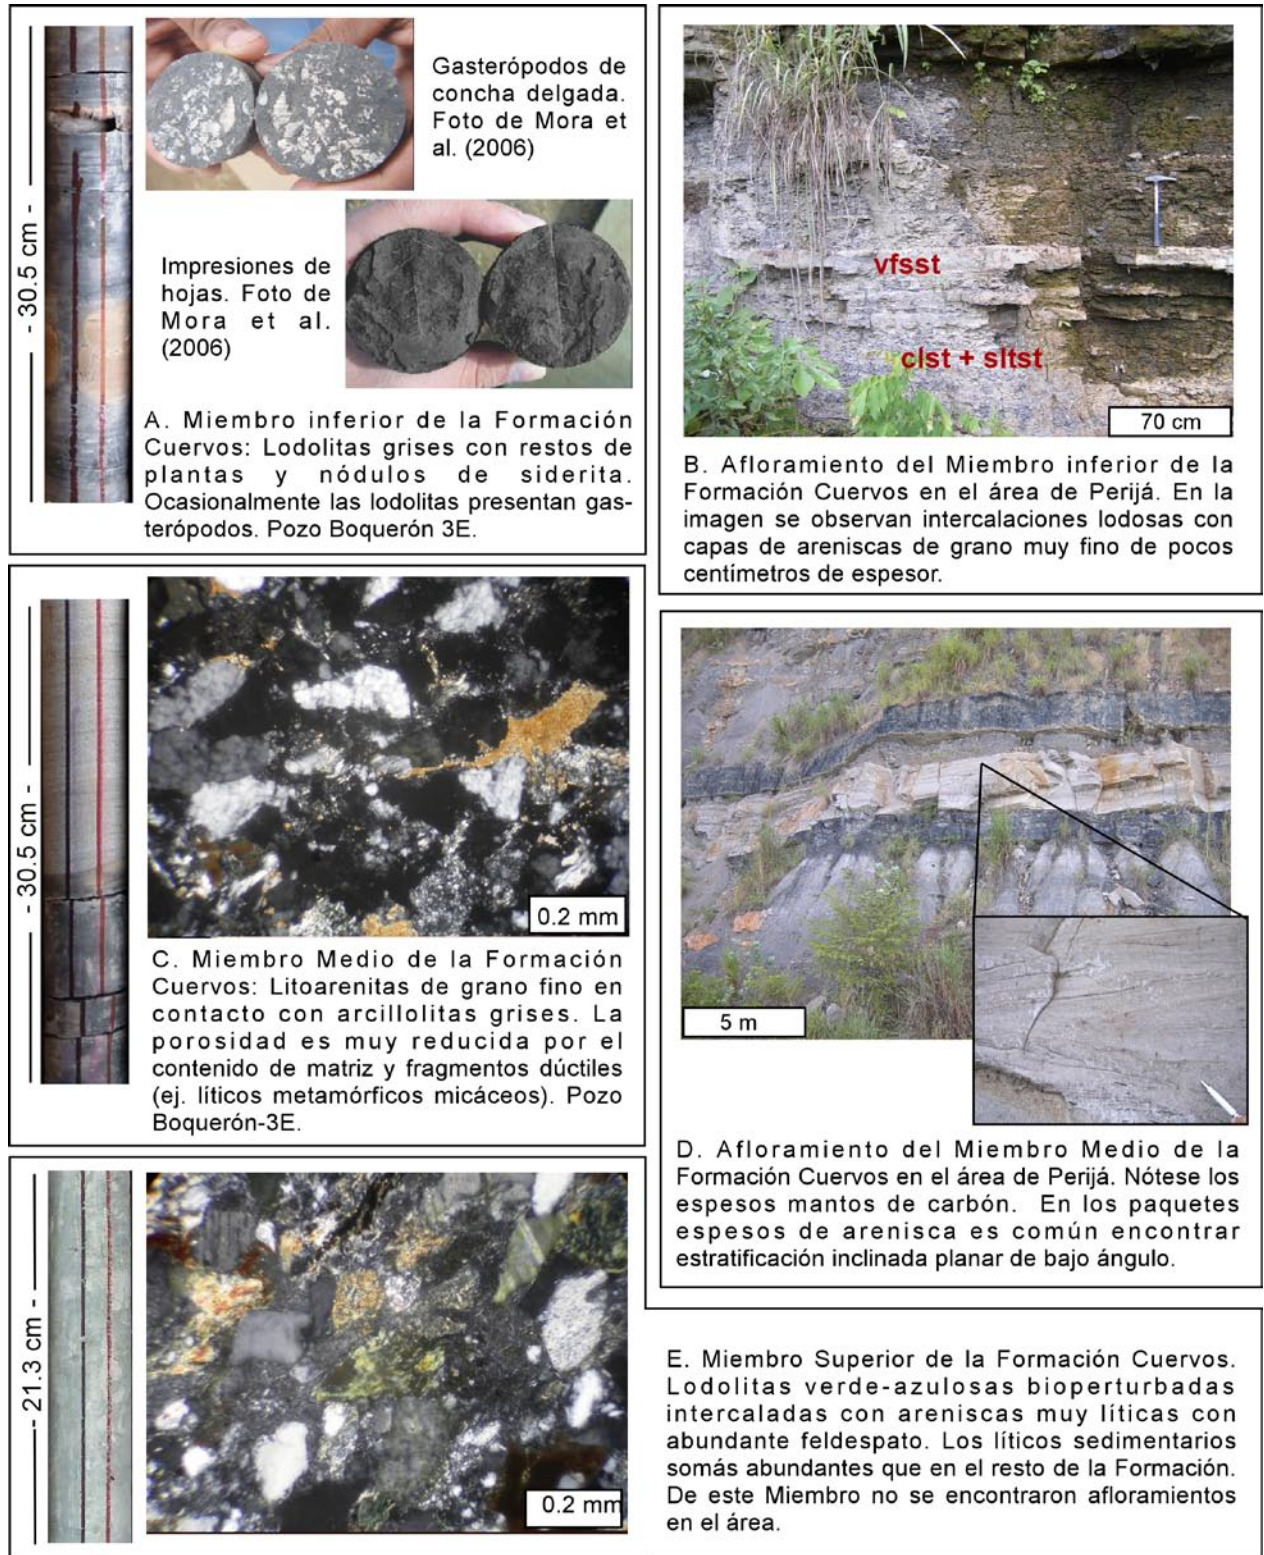 - 30.5 cm -
Gasterópodos de
concha delgada.
Foto de Mora et
al. (2006)
Impresiones de
hojas. Foto de
Mora et al.
(2006)
A. Miembro inferior de la Formación
Cuervos: Lodolitas grises con restos de
plantas y nódulos de siderita.
Ocasionalmente las lodolitas presentan gas-
terópodos. Pozo Boquerón 3E.
vfsst
clst + sltst
70 cm
B. Afloramiento del Miembro inferior de la
Formación Cuervos en el área de Perijá. En la
imagen se observan intercalaciones lodosas con
capas de areniscas de grano muy fino de pocos
centímetros de espesor.
- 30.5 cm -
0.2 mm
C. Miembro Medio de la Formación
Cuervos: Litoarenitas de grano fino en
contacto con arcillolitas grises. La
porosidad es muy reducida por el
contenido de matriz y fragmentos dúctiles
(ej. líticos metamórficos micáceos). Pozo
Boquerón-3E.
5 m
D. Afloramiento del Miembro Medio de la
Formación Cuervos en el área de Perijá. Nótese los
espesos mantos de carbón. En los paquetes
espesos de arenisca es común encontrar
estratificación inclinada planar de bajo ángulo.
- 21.3 cm -
0.2 mm
E. Miembro Superior de la Formación Cuervos.
Lodolitas verde-azulosas bioperturbadas
intercaladas con areniscas muy líticas con
abundante feldespato. Los líticos sedimentarios
somás abundantes que en el resto de la Formación.
De este Miembro no se encontraron afloramientos
en el área.